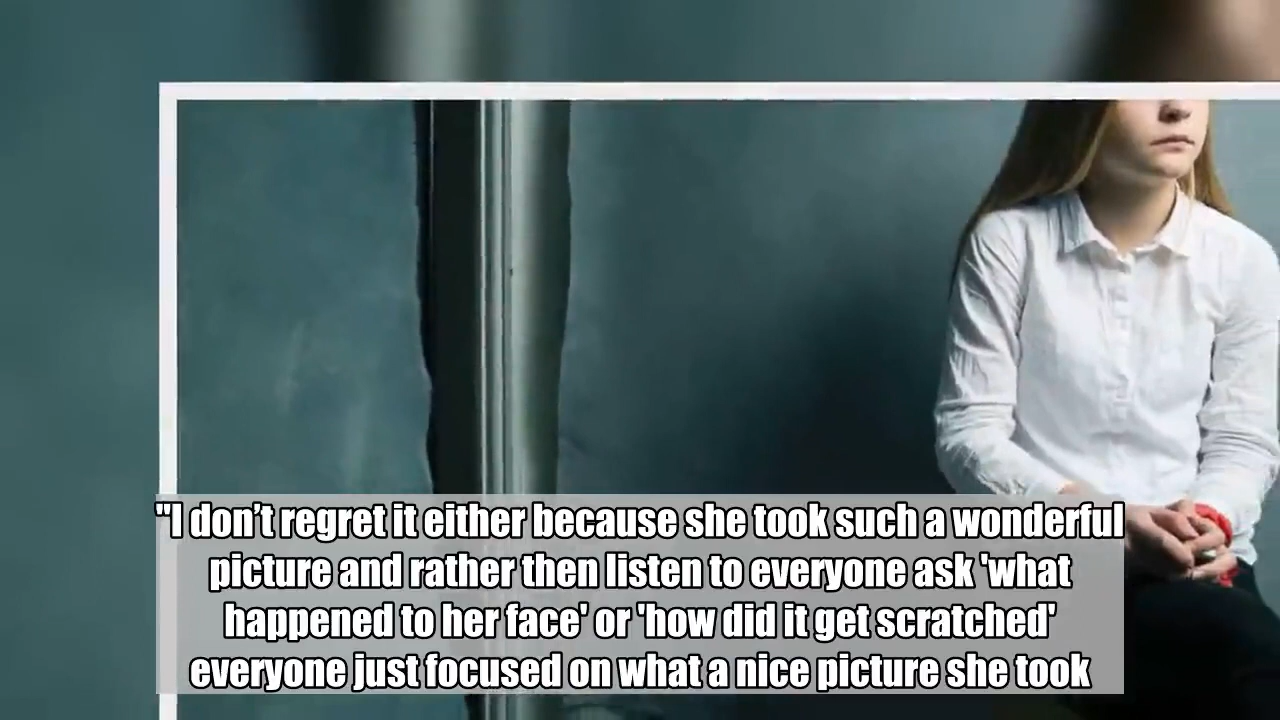 "I don’t regret it either because she took such a wonderful
picture and rather then listen to everyone ask 'what
happened to her face' or 'how did it get scratched'
everyone just focused on what a nice picture she took